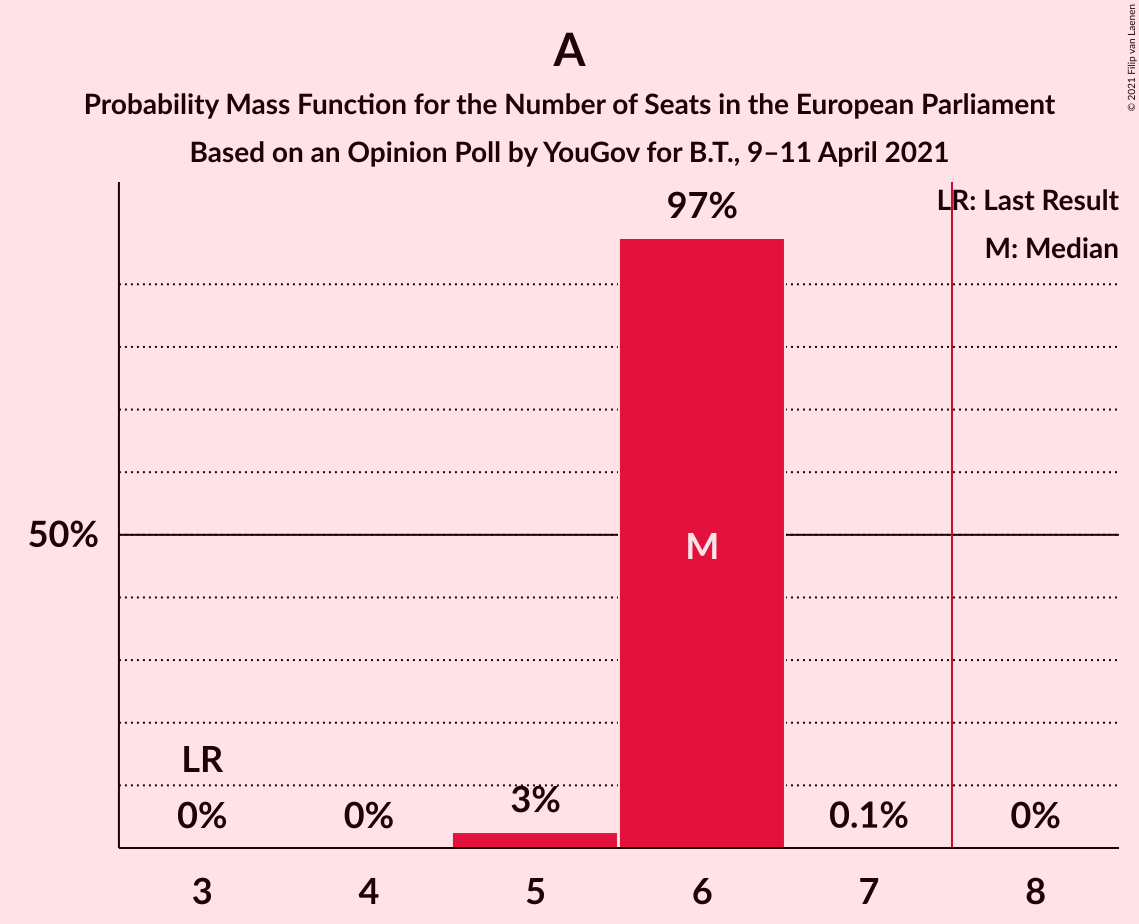 A
Probability Mass Function for the Number of Seats in the European Parliament
Based on an Opinion Poll by YouGov for B.T., 9–11 April 2021
© 2021 Filip van Laenen
LR: Last Result
M: Median
97%
50%
M
LR
0%
0%
3%
0.1%
0%
3
4
5
6
7
8